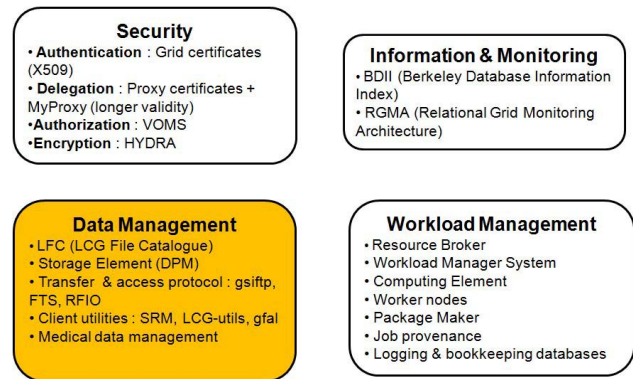 Security
• Authentication : Grid certificates
(X509)
• Delegation : Proxy certificates +
MyProxy (longer validity)
•Authorization : VOMS
•Encryption : HYDRA
Information & Monitoring
• BDII (Berkeley Database Information
Index)
• RGMA (Relational Grid Monitoring
Architecture)
Data Management
• LFC (LCG File Catalogue)
• Storage Element (DPM)
• Transfer & access protocol : gsiftp,
FTS, RFIO
• Client utilities : SRM, LCG-utils, gfal
• Medical data management
Workload Management
• Resource Broker
• Workload Manager System
• Computing Element
• Worker nodes
• Package Maker
• Job provenance
• Logging & bookkeeping databases